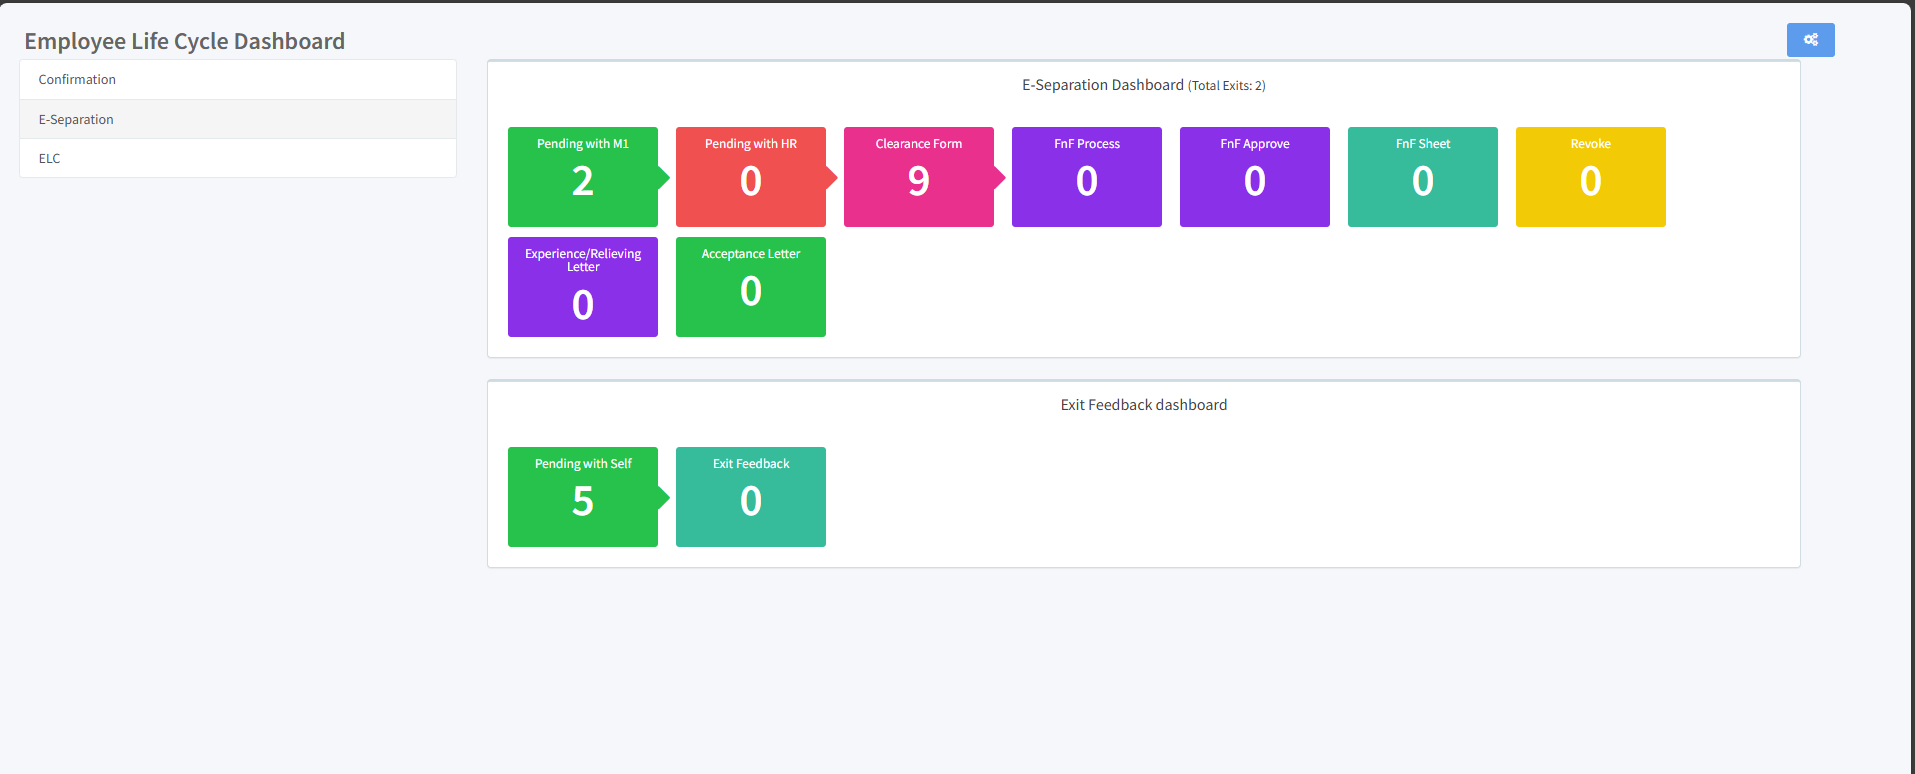 Employee Life Cycle Dashboard
Confirmation
E-Separation
ELC
E-Separation Dashboard (Total Exits: 2)
Pending with M1
2
Pending with HR
0
Clearance Form
9
FnF Process
0
FnF Approve
0
FnF Sheet
0
Revoke
0
Experience/Relieving
Letter
0
Acceptance Letter
0
Exit Feedback dashboard
Pending with Self
5
Exit Feedback
0